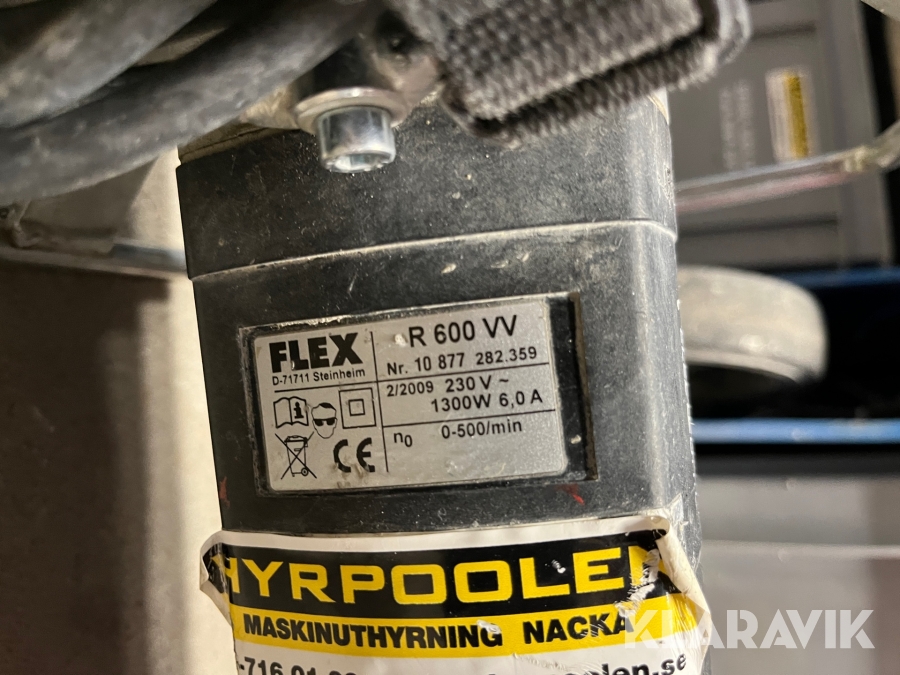 FLEX
D-71711 Steinheim
R 600 VV
Nr. 10 877 282.359
2/2009 230 V ~
1300W 6,0 A
CE
n0 0-500/min
HYRPOOLEN
MASKINUTHYRNING NACKA
KLARAVIK